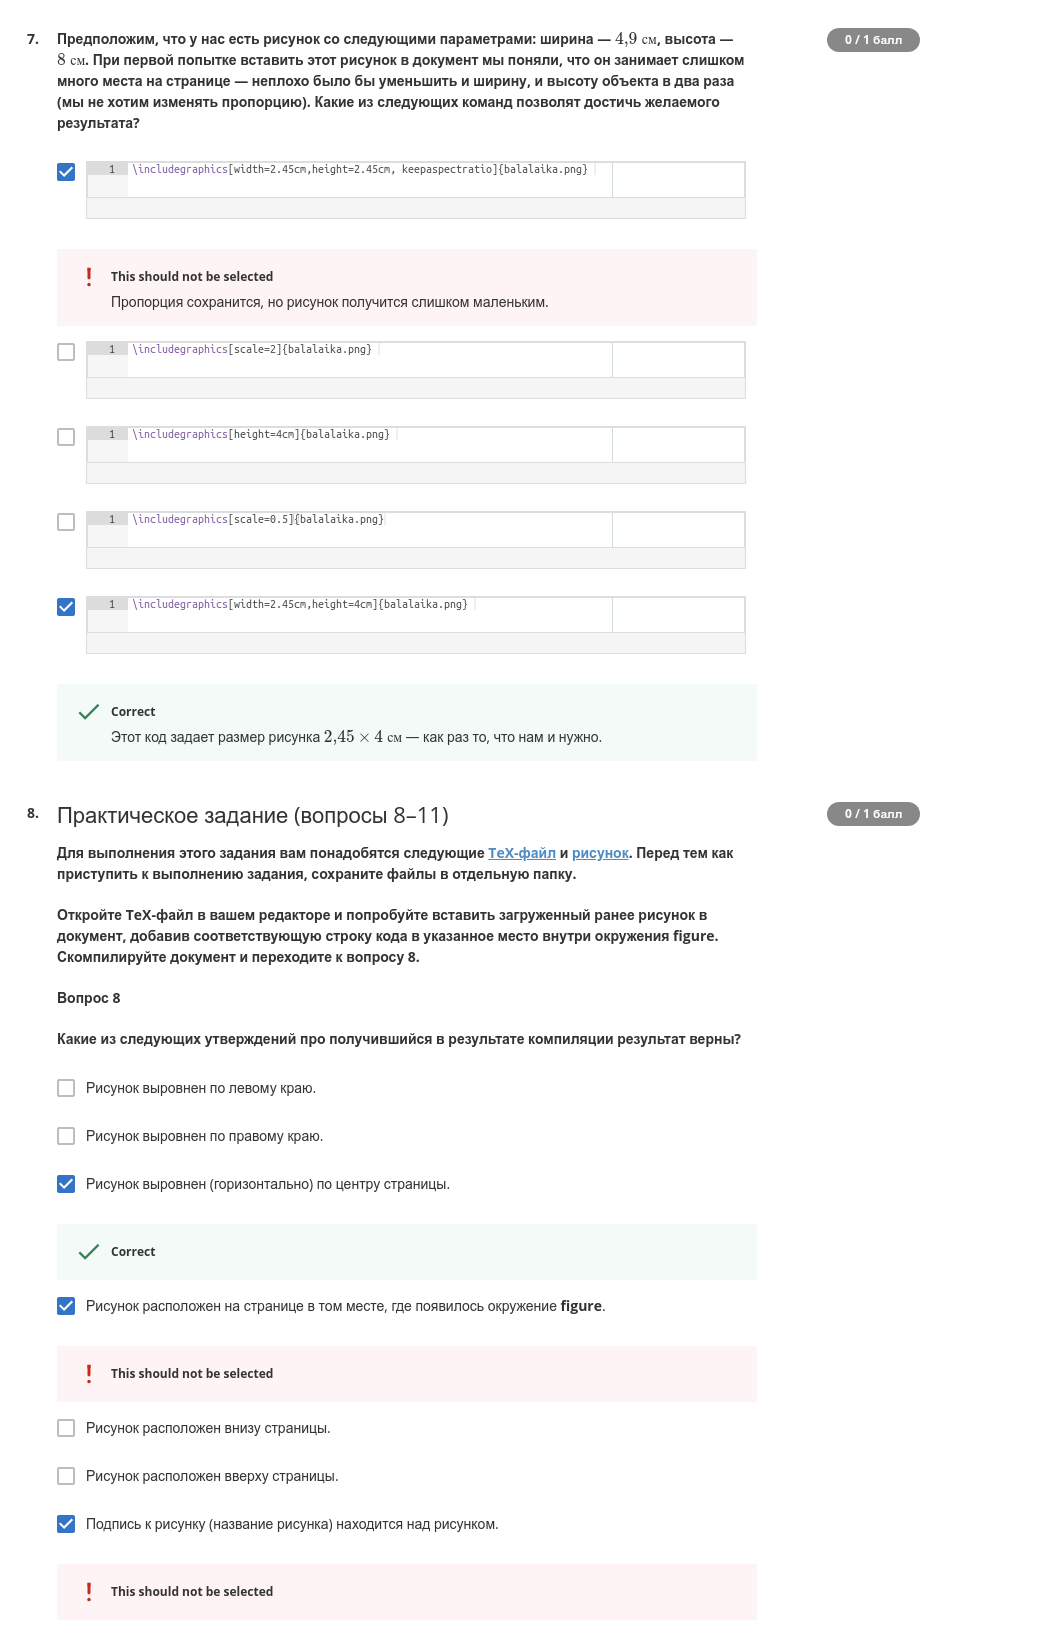 7. Предположим, что у нас есть рисунок со следующими параметрами: ширина — 4,9 см, высота —
8 см. При первой попытке вставить этот рисунок в документ мы поняли, что он занимает слишком
много места на странице — неплохо было бы уменьшить и ширину, и высоту объекта в два раза
(мы не хотим изменять пропорцию). Какие из следующих команд позволят достичь желаемого
результата?
0 / 1 балл
1 \includegraphics[width=2.45cm,height=2.45cm, keepaspectratio]{balalaika.png}
This should not be selected
Пропорция сохранится, но рисунок получится слишком маленьким.
1 \includegraphics[scale=2]{balalaika.png}
1 \includegraphics[height=4cm]{balalaika.png}
1 \includegraphics[scale=0.5]{balalaika.png}
1 \includegraphics[width=2.45cm,height=4cm]{balalaika.png}
Correct
Этот код задает размер рисунка 2,45 × 4 см — как раз то, что нам и нужно.
8. Практическое задание (вопросы 8–11)
0 / 1 балл
Для выполнения этого задания вам понадобятся следующие TeX-файл и рисунок. Перед тем как
приступить к выполнению задания, сохраните файлы в отдельную папку.
Откройте TeX-файл в вашем редакторе и попробуйте вставить загруженный ранее рисунок в
документ, добавив соответствующую строку кода в указанное место внутри окружения figure.
Скомпилируйте документ и переходите к вопросу 8.
Вопрос 8
Какие из следующих утверждений про получившийся в результате компиляции результат верны?
Рисунок выровнен по левому краю.
Рисунок выровнен по правому краю.
Рисунок выровнен (горизонтально) по центру страницы.
Correct
Рисунок расположен на странице в том месте, где появилось окружение figure.
This should not be selected
Рисунок расположен внизу страницы.
Рисунок расположен вверху страницы.
Подпись к рисунку (название рисунка) находится над рисунком.
This should not be selected